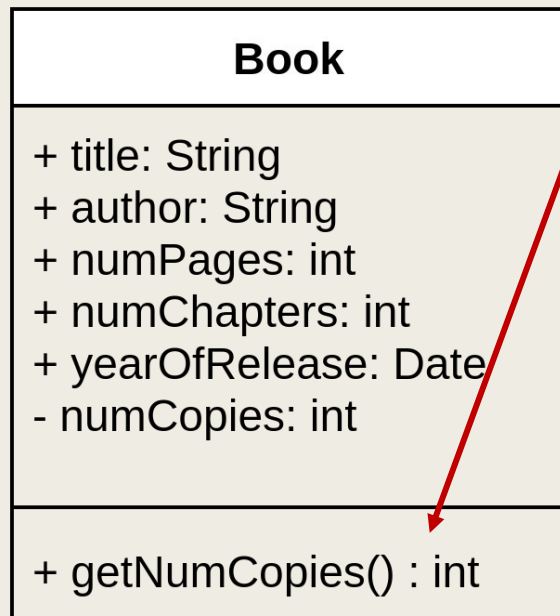 Book
+ title: String
+ author: String
+ numPages: int
+ numChapters: int
+ yearOfRelease: Date
- numCopies: int
+ getNumCopies() : int